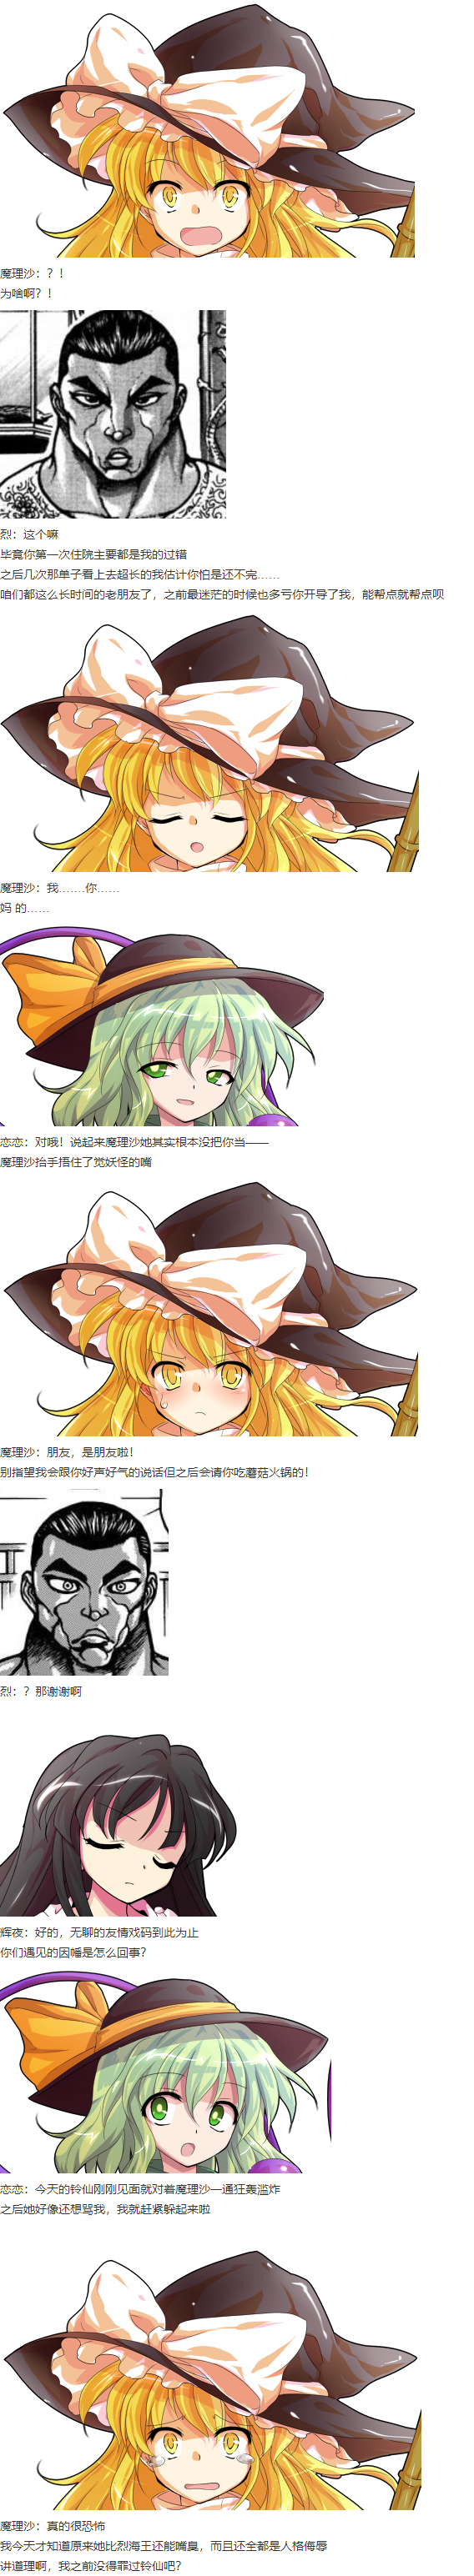 魔理沙：？！
为啥啊？！
烈：这个嘛
毕竟你第一次住院主要都是我的过错
之后几次那单子看上去超长的我估计你怕是还不完……
咱们都这么长时间的老朋友了，之前最迷茫的时候也多亏你开导了我，能帮点就帮点呗
魔理沙：我…….你……
妈 的……
恋恋：对哦！说起来魔理沙她其实根本没把你当——
魔理沙抬手捂住了觉妖怪的嘴
魔理沙：朋友，是朋友啦！
别指望我会跟你好声好气的说话但之后会请你吃蘑菇火锅的！
烈：？那谢谢啊
辉夜：好的，无聊的友情戏码到此为止
你们遇见的因幡是怎么回事？
恋恋：今天的铃仙刚刚见面就对着魔理沙一通狂轰滥炸
之后她好像还想骂我，我就赶紧躲起来啦
魔理沙：真的很恐怖
我今天才知道原来她比烈海王还能嘴臭，而且还全都是人格侮辱
讲道理啊，我之前没得罪过铃仙吧？